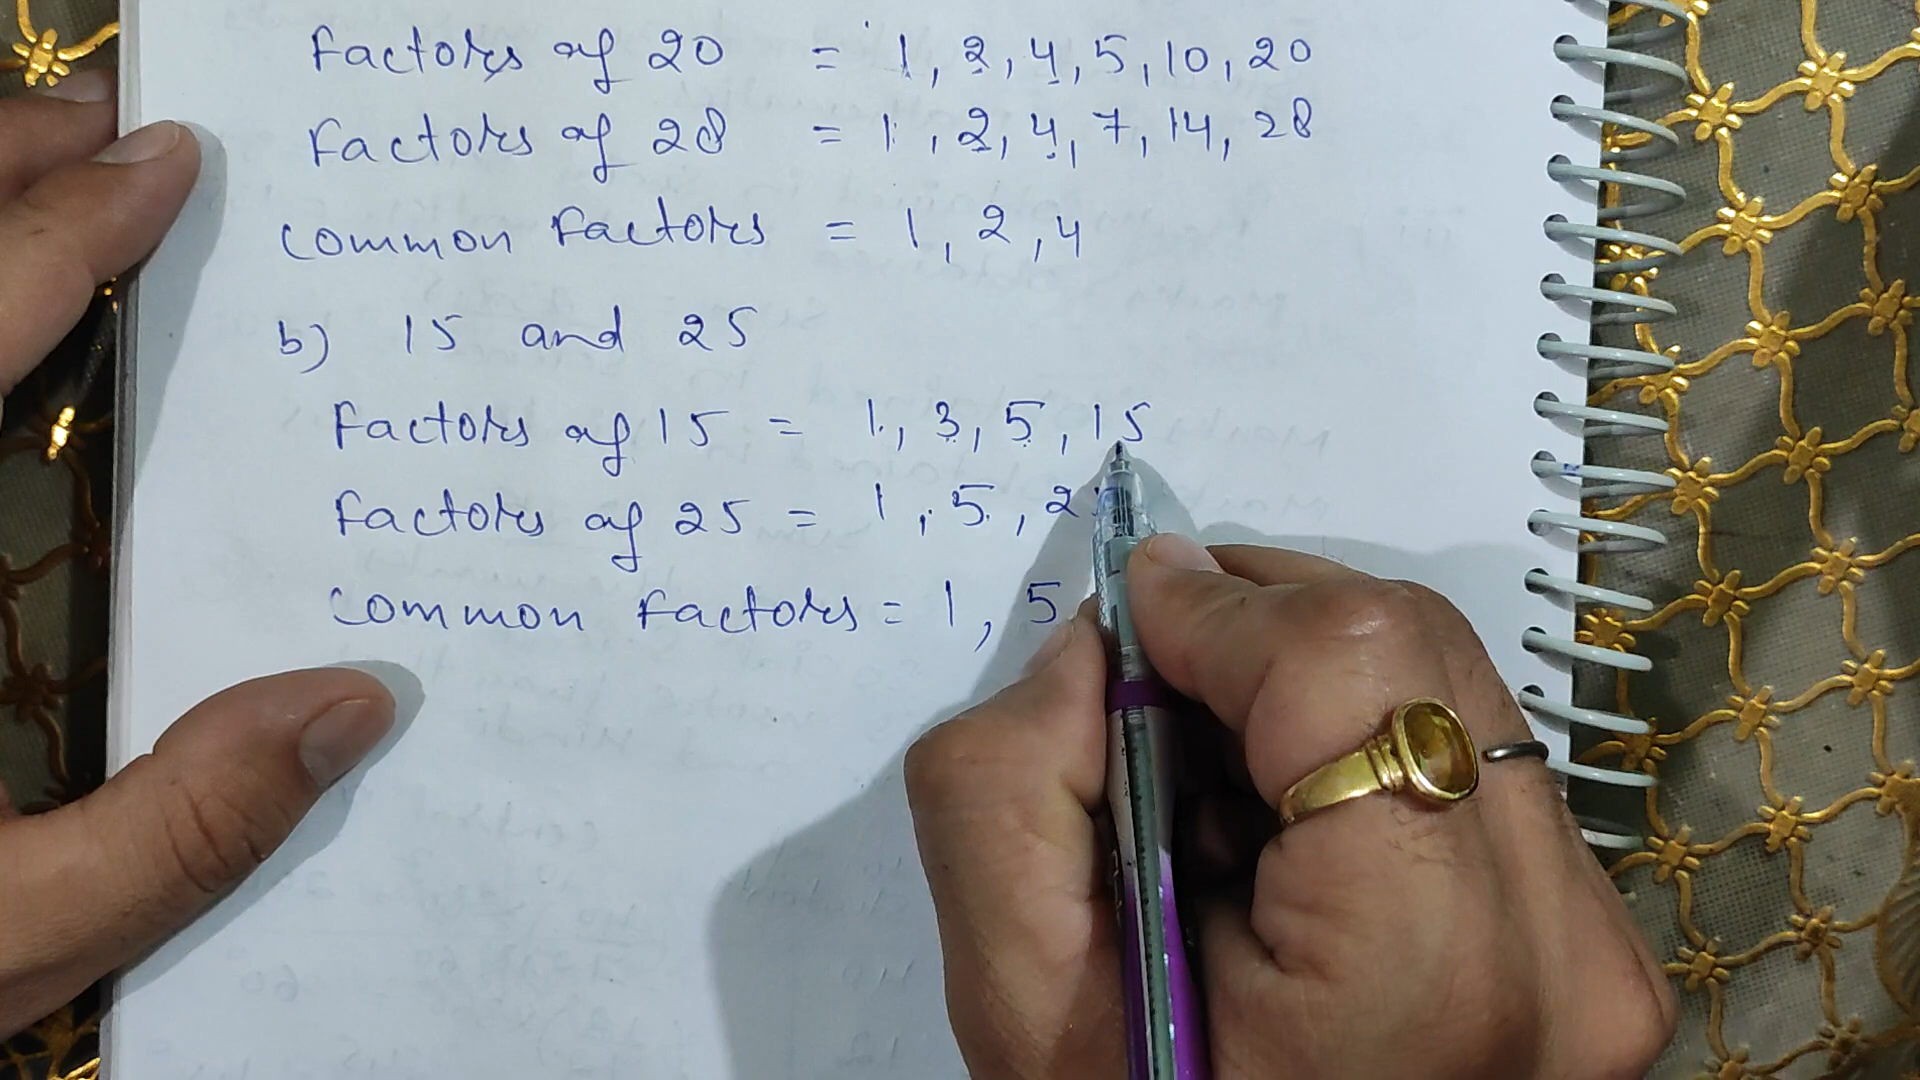 Factors of 20 = 1, 2, 4, 5, 10, 20
Factors of 28 = 1, 2, 4, 7, 14, 28
Common Factors = 1, 2, 4
b) 15 and 25
Factors of 15 = 1, 3, 5, 15
Factors of 25 = 1, 5, 25
Common Factors = 1, 5